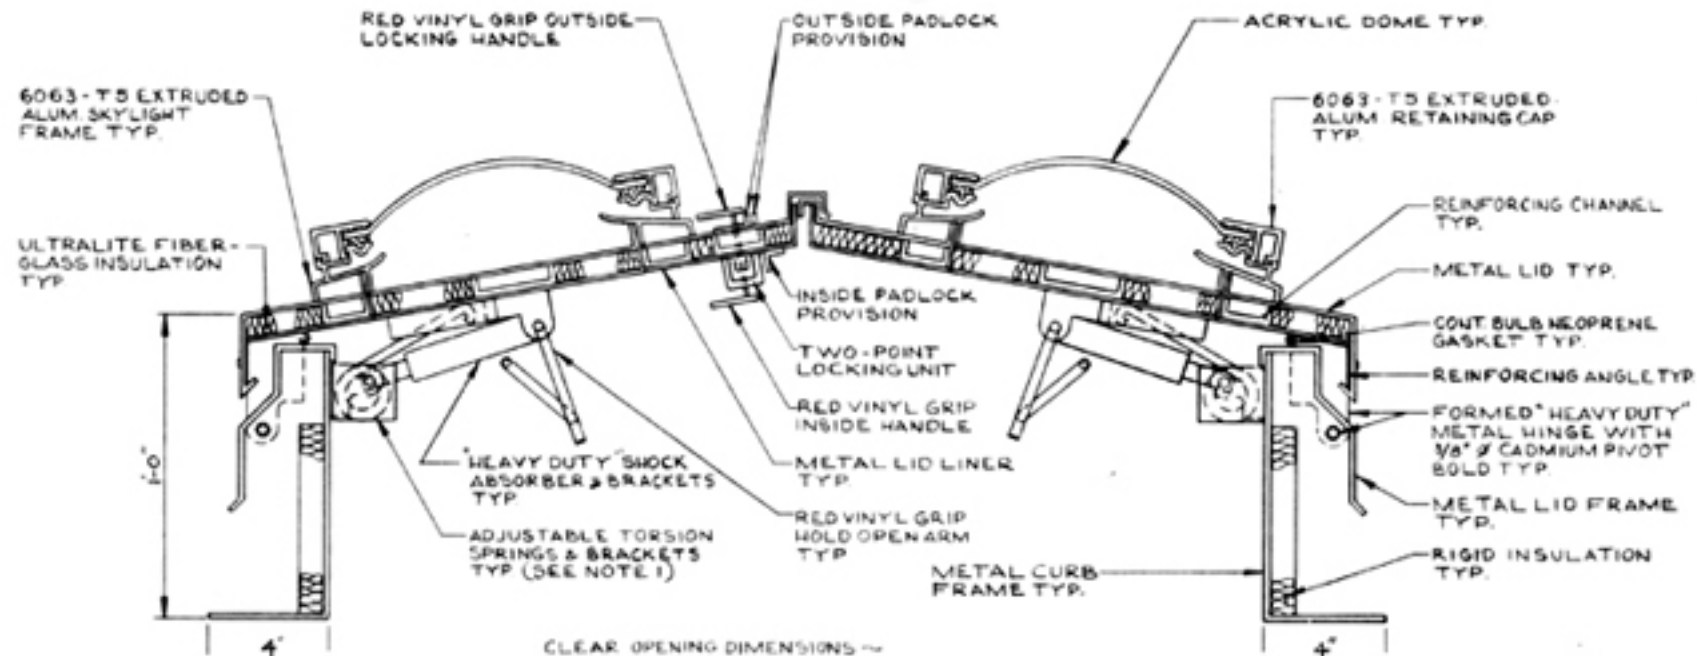 RED VINYL GRIP OUTSIDE
LOCKING HANDLE
OUTSIDE PADLOCK
PROVISION
ACRYLIC DOME TYP.
6063-T5 EXTRUDED
ALUM. SKYLIGHT
FRAME TYP.
6063-T5 EXTRUDED.
ALUM RETAINING CAP
TYP.
ULTRALITE FIBER-
GLASS INSULATION
TYP
REINFORCING CHANNEL
TYP.
METAL LID TYP.
INSIDE PADLOCK
PROVISION
CONT. BULB NEOPRENE
GASKET TYP.
TWO-POINT
LOCKING UNIT
REINFORCING ANGLE TYP.
RED VINYL GRIP
INSIDE HANDLE
FORMED "HEAVY DUTY"
METAL HINGE WITH
3/8" Ø CADMIUM PIVOT
BOLD TYP.
1'-0"
"HEAVY DUTY" SHOCK
ABSORBER & BRACKETS
TYP.
METAL LID LINER
TYP.
METAL LID FRAME
TYP.
ADJUSTABLE TORSION
SPRINGS & BRACKETS
TYP. (SEE NOTE 1)
RED VINYL GRIP
HOLD OPEN ARM
TYP
RIGID INSULATION
TYP.
METAL CURB
FRAME TYP.
4"
CLEAR OPENING DIMENSIONS ~
4"